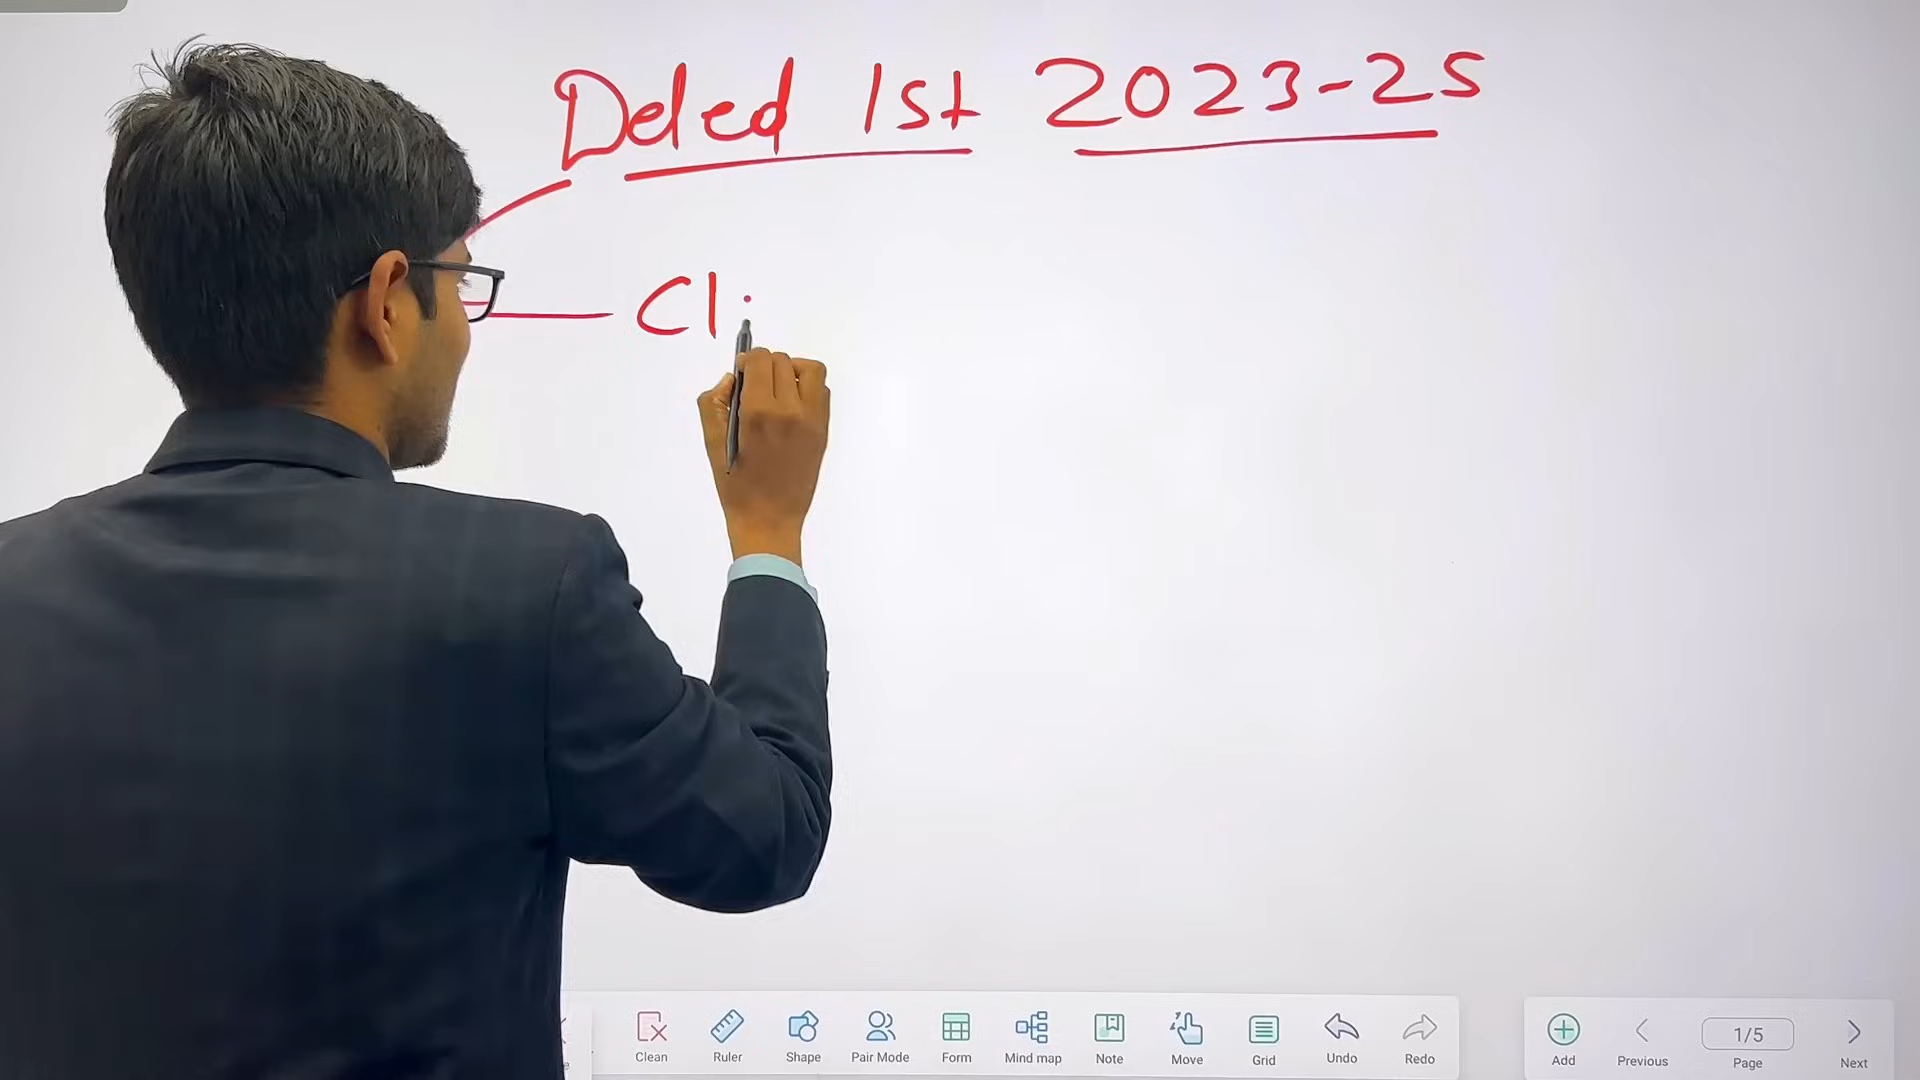 Deled 1st 2023-25
Cli
Clean Ruler Shape Pair Mode Form Mind map Note Move Grid Undo Redo Add Previous 1/5 Page Next